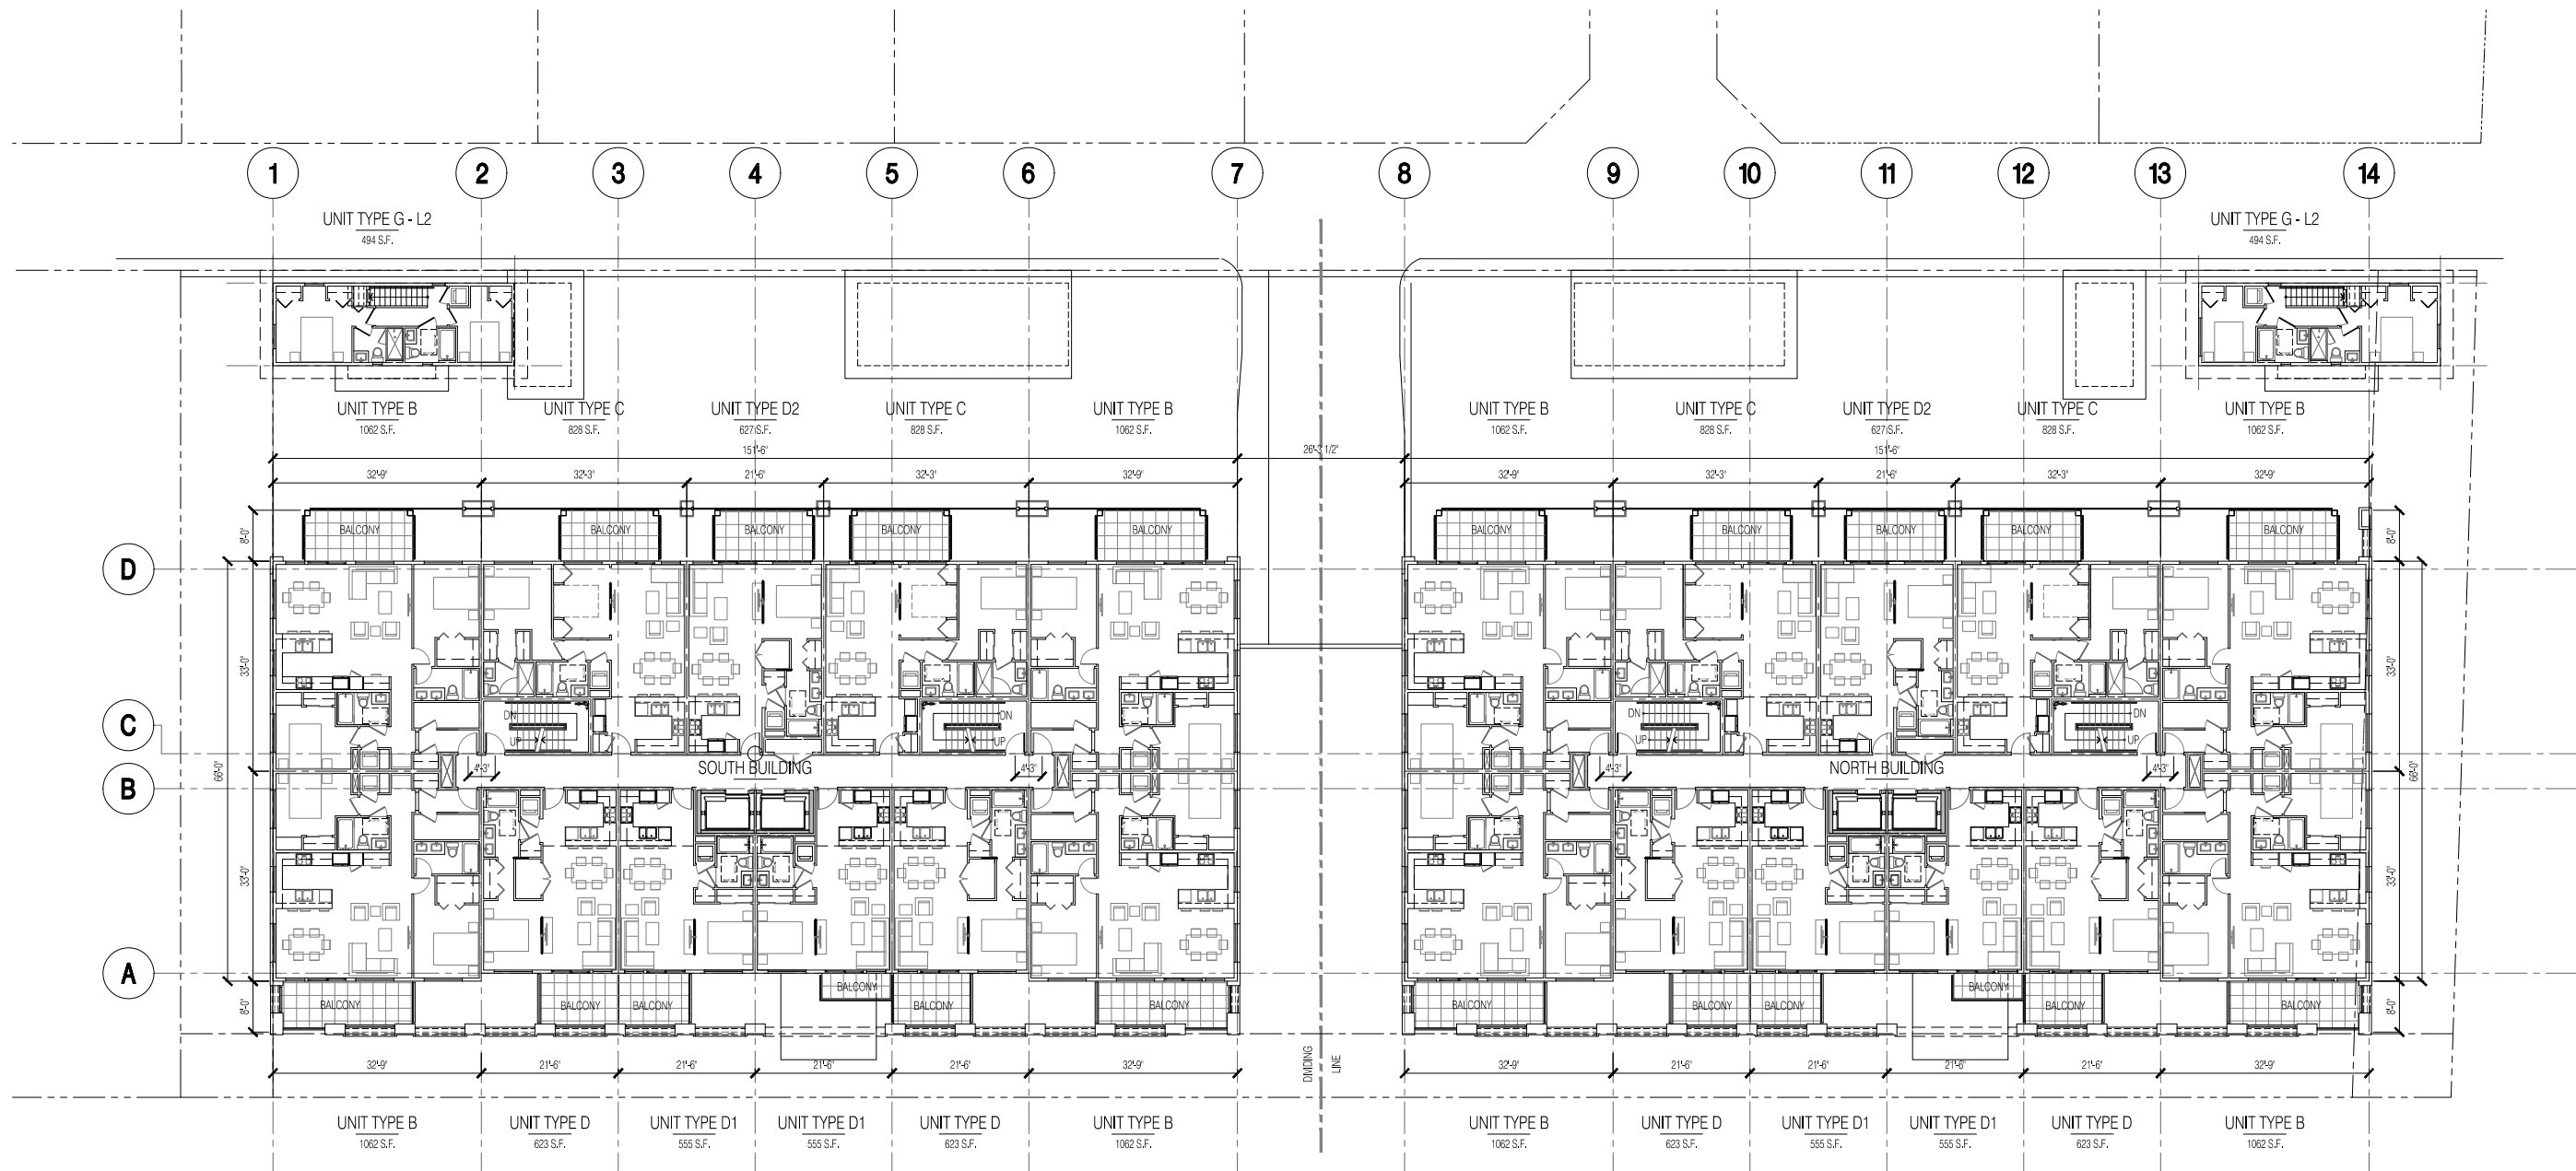 1 2 3 4 5 6 7 8 9 10 11 12 13 14
UNIT TYPE G - L2 UNIT TYPE G - L2
494 S.F. 494 S.F.
UNIT TYPE B UNIT TYPE C UNIT TYPE D2 UNIT TYPE C UNIT TYPE B UNIT TYPE B UNIT TYPE C UNIT TYPE D2 UNIT TYPE C UNIT TYPE B
1062 S.F. 828 S.F. 627 S.F. 828 S.F. 1062 S.F. 1062 S.F. 828 S.F. 627 S.F. 828 S.F. 1062 S.F.
151'-6" 26'-3 1/2" 151'-6"
32'-9" 32'-3" 21'-6" 32'-3" 32'-9" 32'-9" 32'-3" 21'-6" 32'-3" 32'-9"
8'-0" BALCONY BALCONY BALCONY BALCONY BALCONY BALCONY BALCONY BALCONY BALCONY BALCONY 8'-0"
D
33'-0" 33'-0"
C DN DN DN DN
UP UP UP UP
66'-0" 4'-3" SOUTH BUILDING 4'-3" 4'-3" NORTH BUILDING 4'-3" 66'-0"
B
33'-0" 33'-0"
A
BALCONY BALCONY
8'-0" BALCONY BALCONY BALCONY BALCONY BALCONY BALCONY BALCONY BALCONY BALCONY BALCONY 8'-0"
DIVIDING LINE
32'-9" 21'-6" 21'-6" 21'-6" 21'-6" 32'-9" 32'-9" 21'-6" 21'-6" 21'-6" 21'-6" 32'-9"
UNIT TYPE B UNIT TYPE D UNIT TYPE D1 UNIT TYPE D1 UNIT TYPE D UNIT TYPE B UNIT TYPE B UNIT TYPE D UNIT TYPE D1 UNIT TYPE D1 UNIT TYPE D UNIT TYPE B
1062 S.F. 623 S.F. 555 S.F. 555 S.F. 623 S.F. 1062 S.F. 1062 S.F. 623 S.F. 555 S.F. 555 S.F. 623 S.F. 1062 S.F.